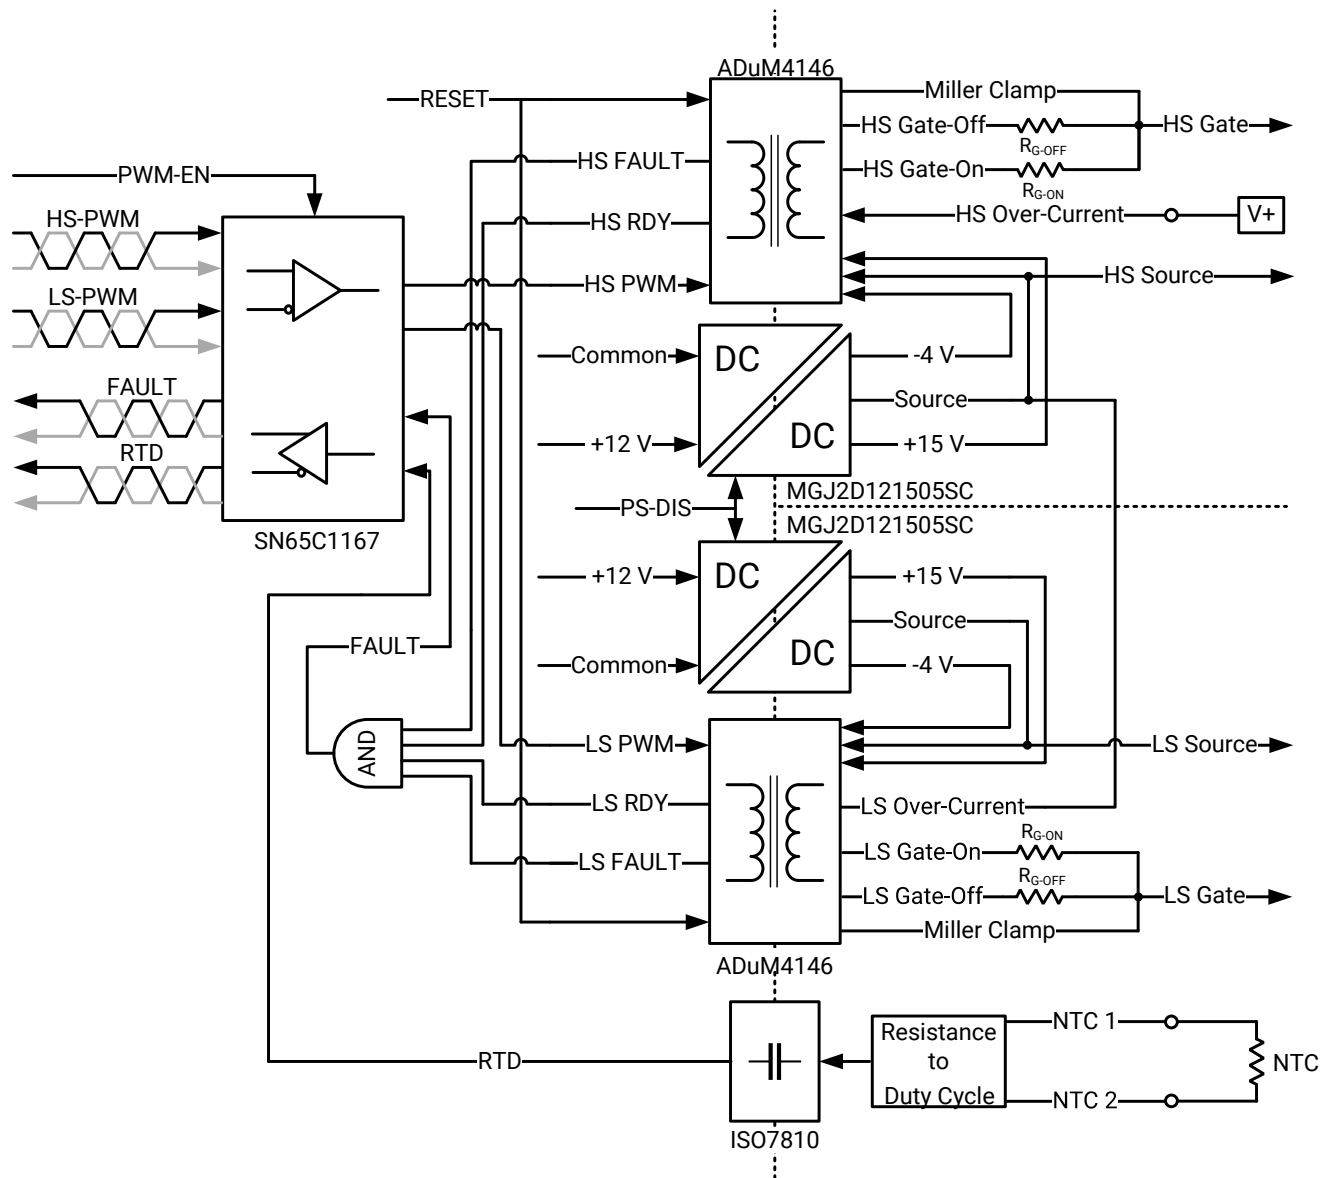 ADuM4146
RESET
Miller Clamp
HS Gate-Off
RG-OFF
HS Gate
HS FAULT
HS Gate-On
RG-ON
PWM-EN
HS-PWM
HS RDY
HS Over-Current
V+
LS-PWM
HS PWM
HS Source
Common
DC
-4 V
Source
FAULT
+12 V
DC
+15 V
RTD
MGJ2D121505SC
PS-DIS
MGJ2D121505SC
SN65C1167
+12 V
DC
+15 V
Source
FAULT
Common
DC
-4 V
AND
LS PWM
LS Source
LS RDY
LS Over-Current
RG-ON
LS FAULT
LS Gate-On
RG-OFF
LS Gate-Off
LS Gate
Miller Clamp
ADuM4146
Resistance
to
Duty Cycle
NTC 1
RTD
NTC
NTC 2
ISO7810